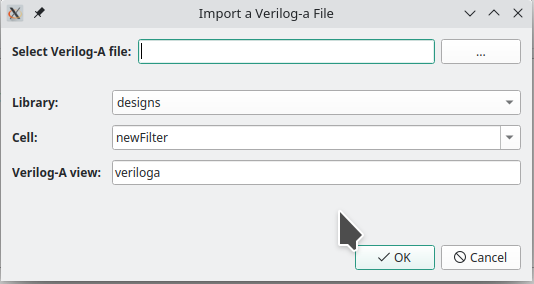 Import a Verilog-a File
Select Verilog-A file: ...
Library: designs
Cell: newFilter
Verilog-A view: veriloga
OK Cancel